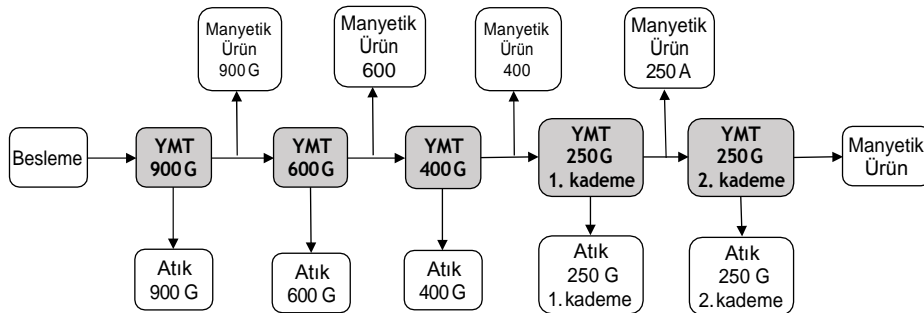 Manyetik
Ürün
900 G
Manyetik
Ürün
600
Manyetik
Ürün
400
Manyetik
Ürün
250 A
Besleme
YMT
900 G
YMT
600 G
YMT
400 G
YMT
250 G
1. kademe
YMT
250 G
2. kademe
Manyetik
Ürün
Atık
900 G
Atık
600 G
Atık
400 G
Atık
250 G
1. kademe
Atık
250 G
2. kademe